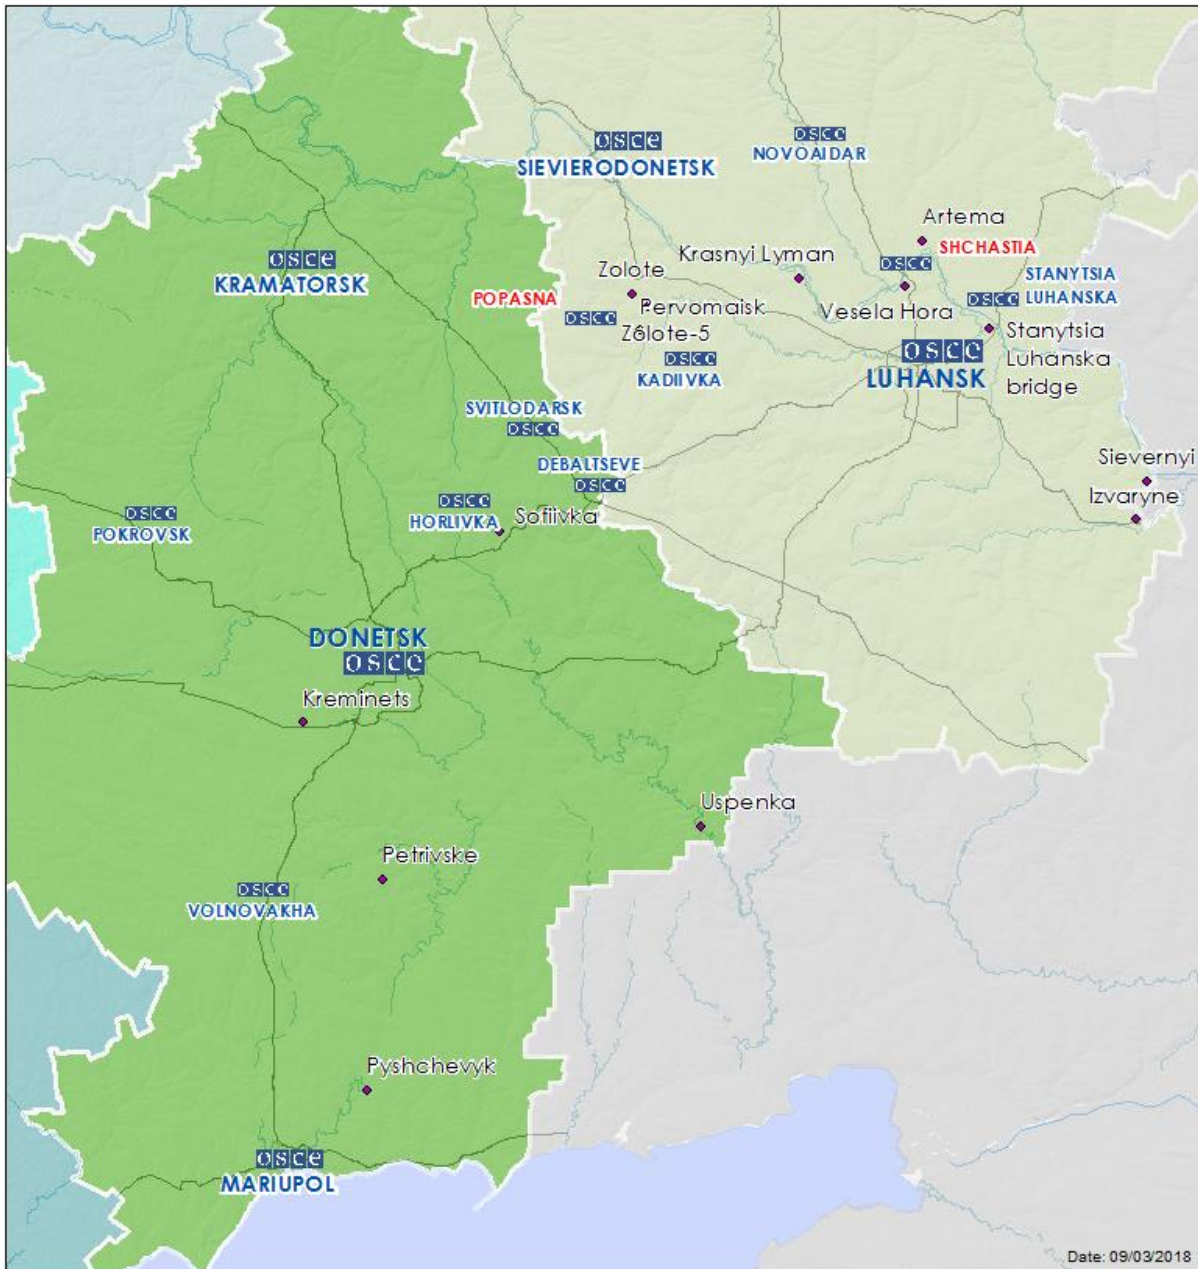 osce
SIEVIERODONETSK
osce
NOVOAIDAR
Artema
SHCHASTIA
osce
KRAMATORSK
Krasnyi Lyman
osce
STANYTSIA
LUHANSKA
osce
Zolote
POPASNA
Pervomaisk
osce
Zolote-5
Vesela Hora
Stanytsia
Luhanska
bridge
osce
LUHANSK
osce
KADIIVKA
SVITLODARSK
osce
DEBALTSEVE
osce
Sievernyi
Izvaryne
osce
HORLIVKA
Sofiivka
osce
POKROVSK
DONETSK
osce
Kreminets
Uspenka
Petrivske
osce
VOLNOVAKHA
Pyshchevyk
osce
MARIUPOL
Date: 09/03/2018